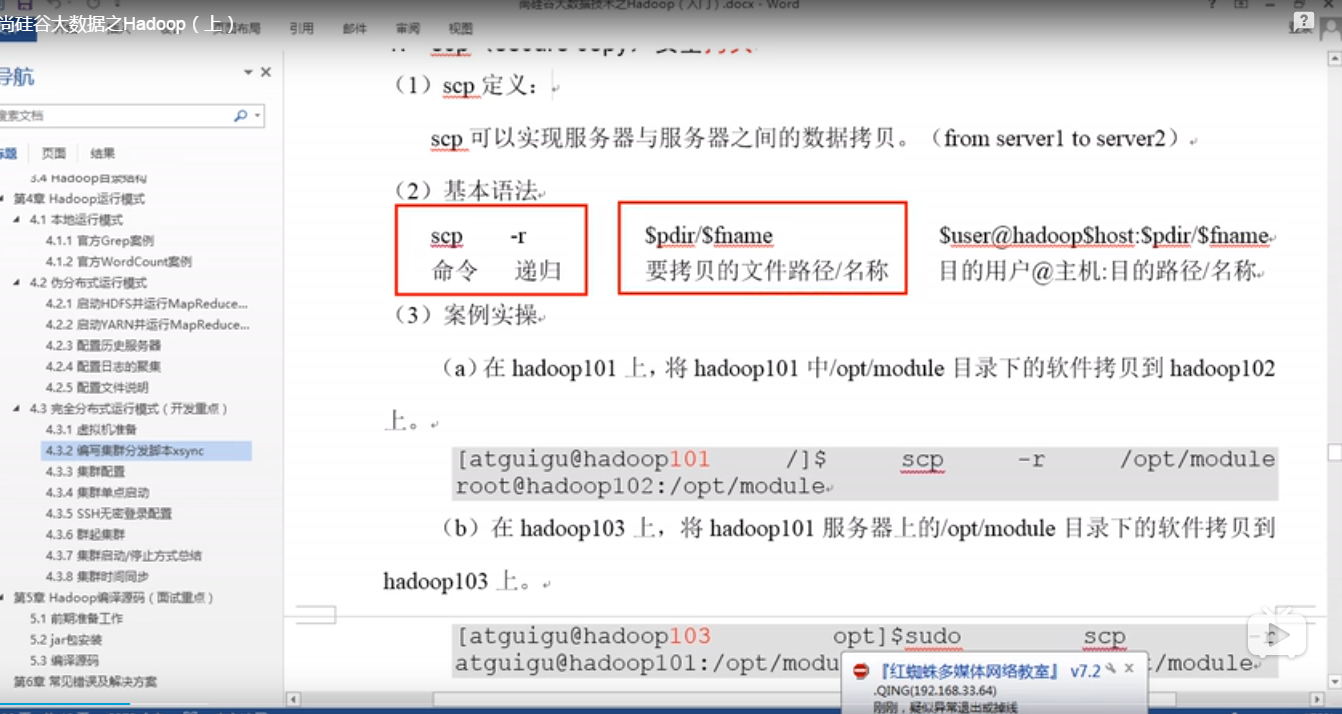 尚硅谷大数据技术之Hadoop（入门）.docx - Word
尚硅谷大数据之Hadoop（上）
布局 引用 邮件 审阅 视图
导航
搜索文档
标题 页面 结果
3.4 Hadoop目录结构
第4章 Hadoop运行模式
4.1 本地运行模式
4.1.1 官方Grep案例
4.1.2 官方WordCount案例
4.2 伪分布式运行模式
4.2.1 启动HDFS并运行MapReduce...
4.2.2 启动YARN并运行MapReduce...
4.2.3 配置历史服务器
4.2.4 配置日志的聚集
4.2.5 配置文件说明
4.3 完全分布式运行模式（开发重点）
4.3.1 虚拟机准备
4.3.2 编写集群分发脚本xsync
4.3.3 集群配置
4.3.4 集群单点启动
4.3.5 SSH无密登录配置
4.3.6 群起集群
4.3.7 集群启动/停止方式总结
4.3.8 集群时间同步
第5章 Hadoop编译源码（面试重点）
5.1 前期准备工作
5.2 jar包安装
5.3 编译源码
第6章 常见错误及解决方案
scp（secure copy）安全拷贝
（1）scp 定义：
scp 可以实现服务器与服务器之间的数据拷贝。（from server1 to server2）
（2）基本语法
scp -r $pdir/$fname $user@hadoop$host:$pdir/$fname
命令 递归 要拷贝的文件路径/名称 目的用户@主机:目的路径/名称
（3）案例实操
（a）在 hadoop101 上，将 hadoop101 中/opt/module 目录下的软件拷贝到 hadoop102
上。
[atguigu@hadoop101 /]$ scp -r /opt/module
root@hadoop102:/opt/module
（b）在 hadoop103 上，将 hadoop101 服务器上的/opt/module 目录下的软件拷贝到
hadoop103 上。
[atguigu@hadoop103 opt]$sudo scp -r
atguigu@hadoop101:/opt/modu /module
『红蜘蛛多媒体网络教室』 v7.2
.QING(192.168.33.64)
刚刚，疑似异常退出或掉线